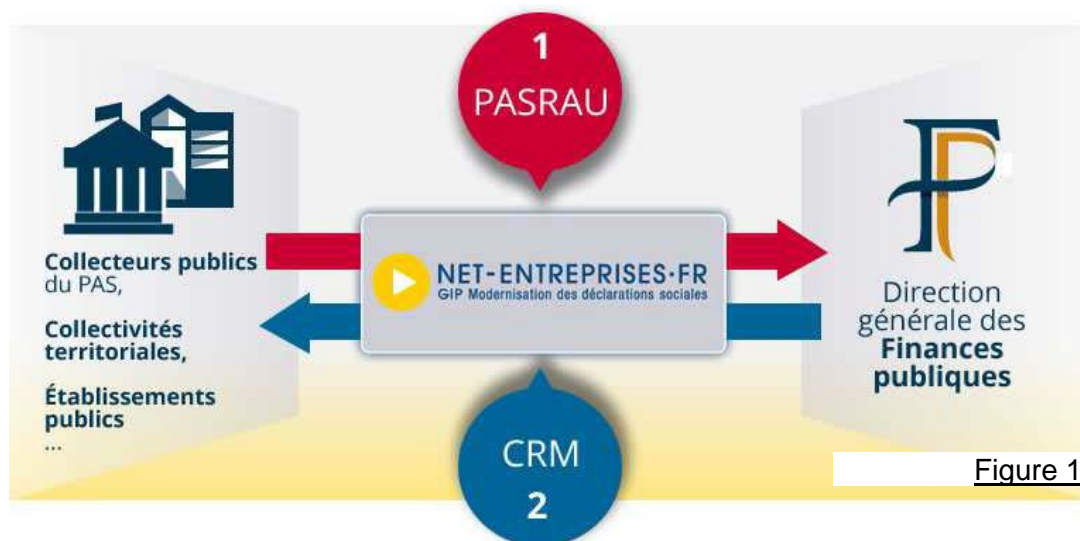 1
PASRAU
Collecteurs publics
du PAS,
Collectivités
territoriales,
Établissements
publics
...
NET-ENTREPRISES·FR
GIP Modernisation des déclarations sociales
Direction
générale des
Finances
publiques
CRM
2
Figure 1